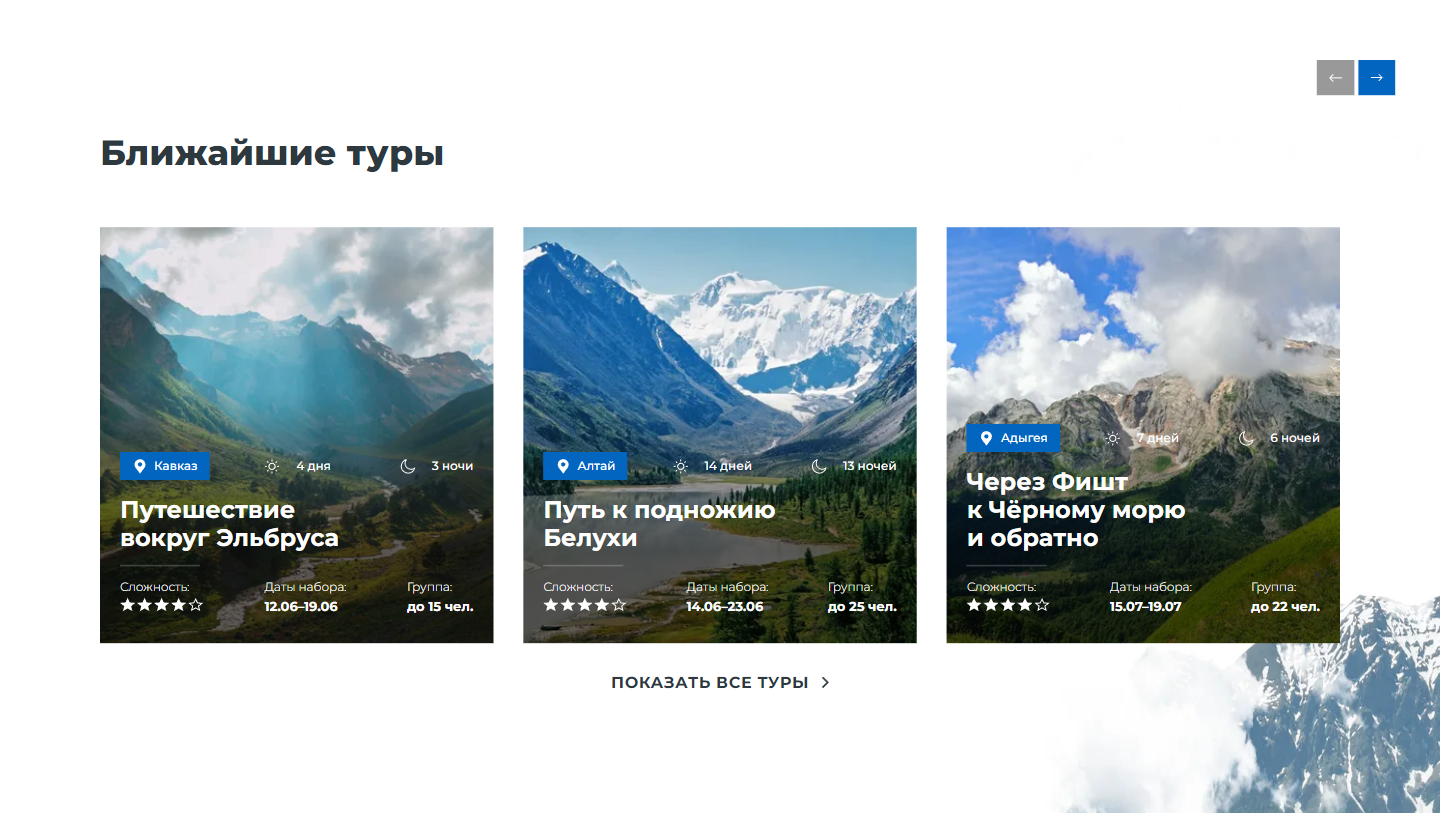 Ближайшие туры
Кавказ
4 дня
3 ночи
Путешествие
вокруг Эльбруса
Сложность:
Даты набора:
12.06–19.06
Группа:
до 15 чел.
Алтай
14 дней
13 ночей
Путь к подножию
Белухи
Сложность:
Даты набора:
14.06–23.06
Группа:
до 25 чел.
Адыгея
7 дней
6 ночей
Через Фишт
к Чёрному морю
и обратно
Сложность:
Даты набора:
15.07–19.07
Группа:
до 22 чел.
ПОКАЗАТЬ ВСЕ ТУРЫ